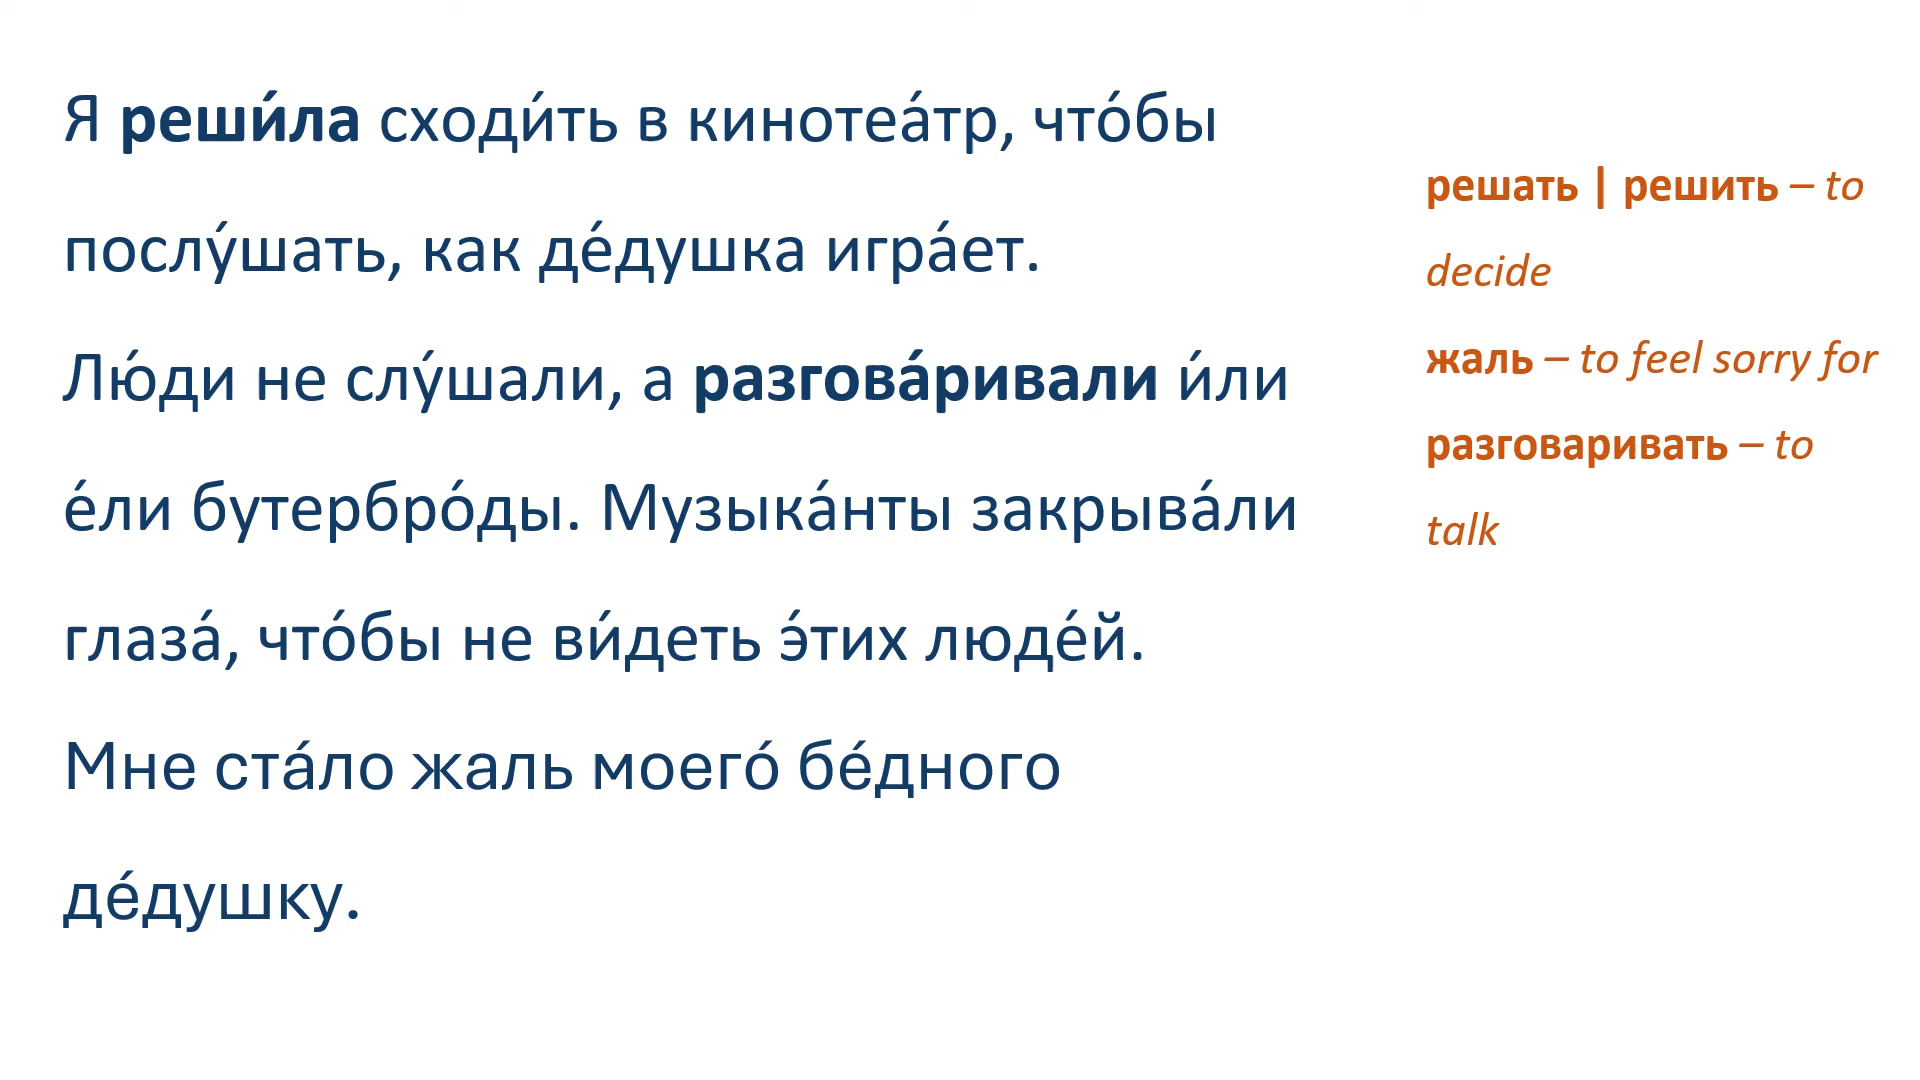 Я реши́ла сходи́ть в кинотеа́тр, что́бы
послу́шать, как де́душка игра́ет.
Лю́ди не слу́шали, а разгова́ривали и́ли
е́ли бутербро́ды. Музыка́нты закрыва́ли
глаза́, что́бы не ви́деть э́тих люде́й.
Мне ста́ло жаль моего́ бе́дного
де́душку.
решать | решить – to
decide
жаль – to feel sorry for
разговаривать – to
talk